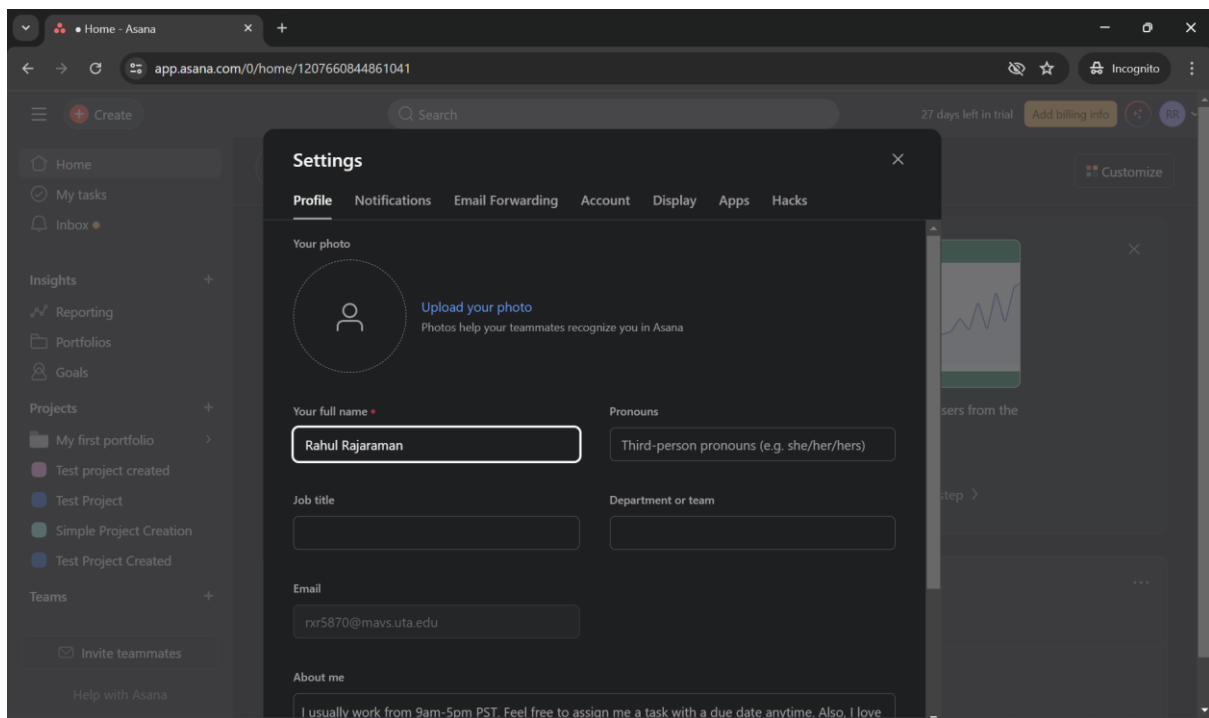 ● Home - Asana
app.asana.com/0/home/1207660844861041
Incognito
Create
Search
27 days left in trial
Add billing info
RR
Home
My tasks
Inbox
Insights
Reporting
Portfolios
Goals
Projects
My first portfolio
Test project created
Test Project
Simple Project Creation
Test Project Created
Teams
Invite teammates
Help with Asana
Customize
sers from the
step
Settings
Profile Notifications Email Forwarding Account Display Apps Hacks
Your photo
Upload your photo
Photos help your teammates recognize you in Asana
Your full name •
Pronouns
Rahul Rajaraman
Third-person pronouns (e.g. she/her/hers)
Job title
Department or team
Email
rxr5870@mavs.uta.edu
About me
I usually work from 9am-5pm PST. Feel free to assign me a task with a due date anytime. Also, I love